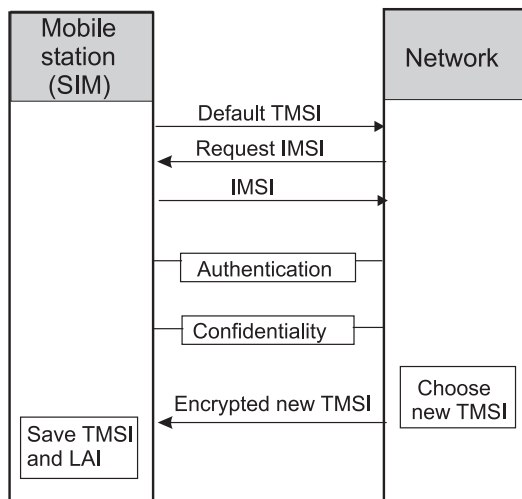 Mobile
station
(SIM)
Network
Default TMSI
Request IMSI
IMSI
Authentication
Confidentiality
Choose
new TMSI
Encrypted new TMSI
Save TMSI
and LAI